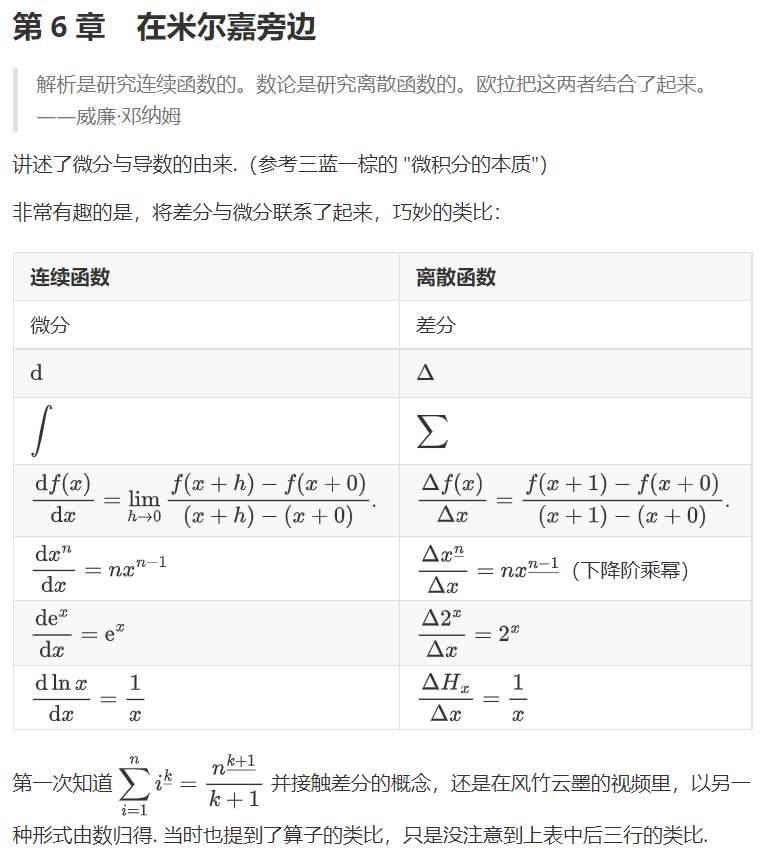 第 6 章 在米尔嘉旁边
解析是研究连续函数的。数论是研究离散函数的。欧拉把这两者结合了起来。
——威廉·邓纳姆
讲述了微分与导数的由来.（参考三蓝一棕的 "微积分的本质"）
非常有趣的是，将差分与微分联系了起来，巧妙的类比：
连续函数 离散函数
微分 差分
d Δ
∫ ∑
\frac{\mathrm{d}f(x)}{\mathrm{d}x} = \lim_{h \to 0} \frac{f(x+h)-f(x+0)}{(x+h)-(x+0)}. \frac{\Delta f(x)}{\Delta x} = \frac{f(x+1)-f(x+0)}{(x+1)-(x+0)}.
\frac{\mathrm{d}x^n}{\mathrm{d}x} = nx^{n-1} \frac{\Delta x^{\underline{n}}}{\Delta x} = nx^{\underline{n-1}}（下降阶乘幂）
\frac{\mathrm{d}\mathrm{e}^x}{\mathrm{d}x} = \mathrm{e}^x \frac{\Delta 2^x}{\Delta x} = 2^x
\frac{\mathrm{d}\ln x}{\mathrm{d}x} = \frac{1}{x} \frac{\Delta H_x}{\Delta x} = \frac{1}{x}
第一次知道 \sum_{i=1}^{n} i^{\underline{k}} = \frac{n^{\underline{k+1}}}{k+1} 并接触差分的概念，还是在风竹云墨的视频里，以另一
种形式由数归得. 当时也提到了算子的类比，只是没注意到上表中后三行的类比.